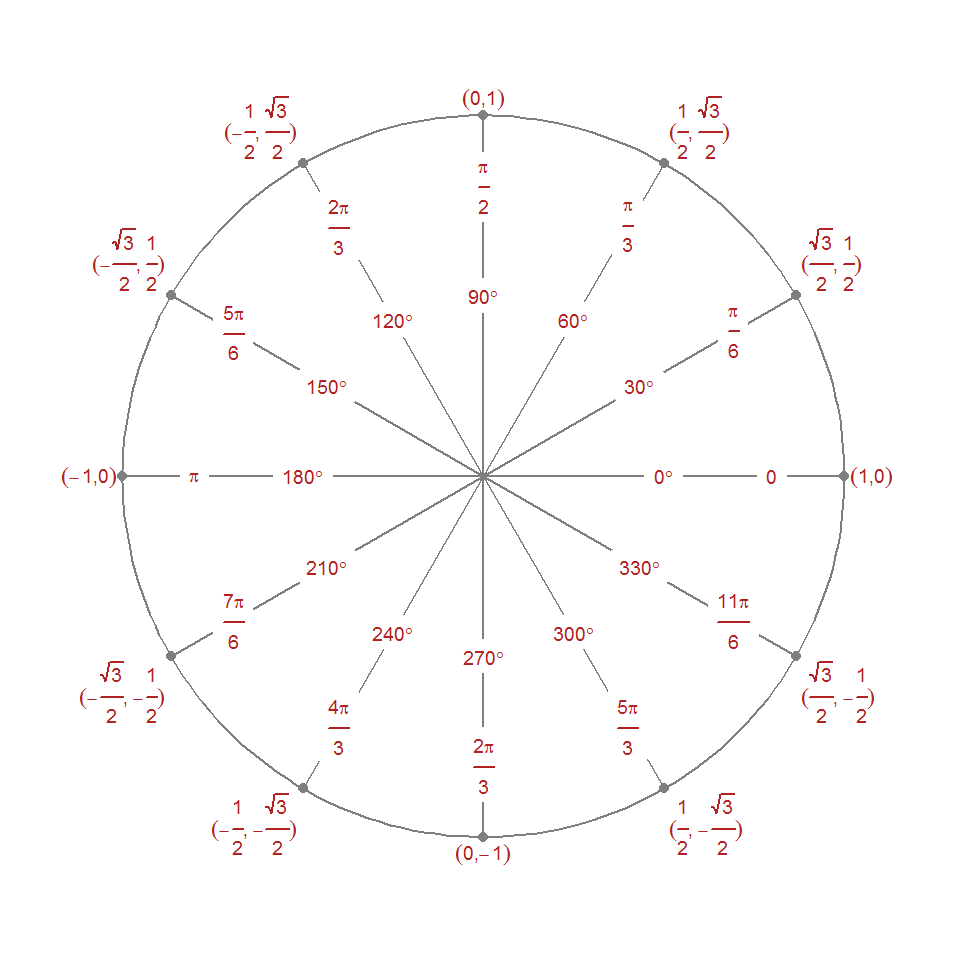 (0,1)
(-1/2, √3/2)
(1/2, √3/2)
π/2
2π/3
π/3
(-√3/2, 1/2)
(√3/2, 1/2)
90°
5π/6
π/6
120°
60°
150°
30°
(-1,0) π 180° 0° 0 (1,0)
210°
330°
7π/6
11π/6
240°
300°
270°
(-√3/2, -1/2)
(√3/2, -1/2)
4π/3
5π/3
2π/3
(-1/2, -√3/2)
(1/2, -√3/2)
(0,-1)